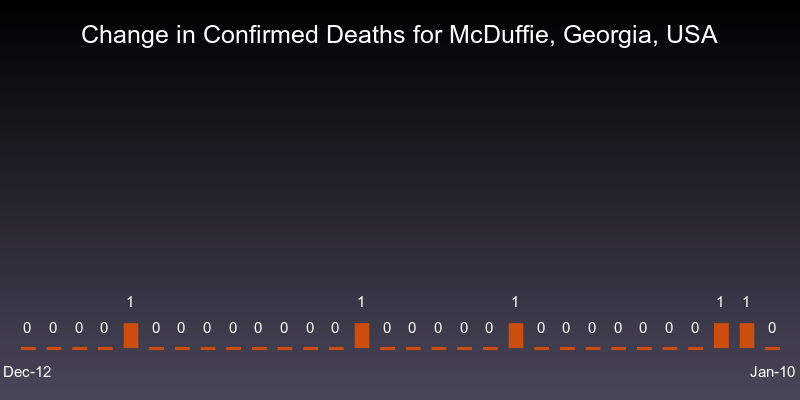 Change in Confirmed Deaths for McDuffie, Georgia, USA
1 1 1 1 1
0 0 0 0 0 0 0 0 0 0 0 0 0 0 0 0 0 0 0 0 0 0 0 0 0
Dec-12 Jan-10